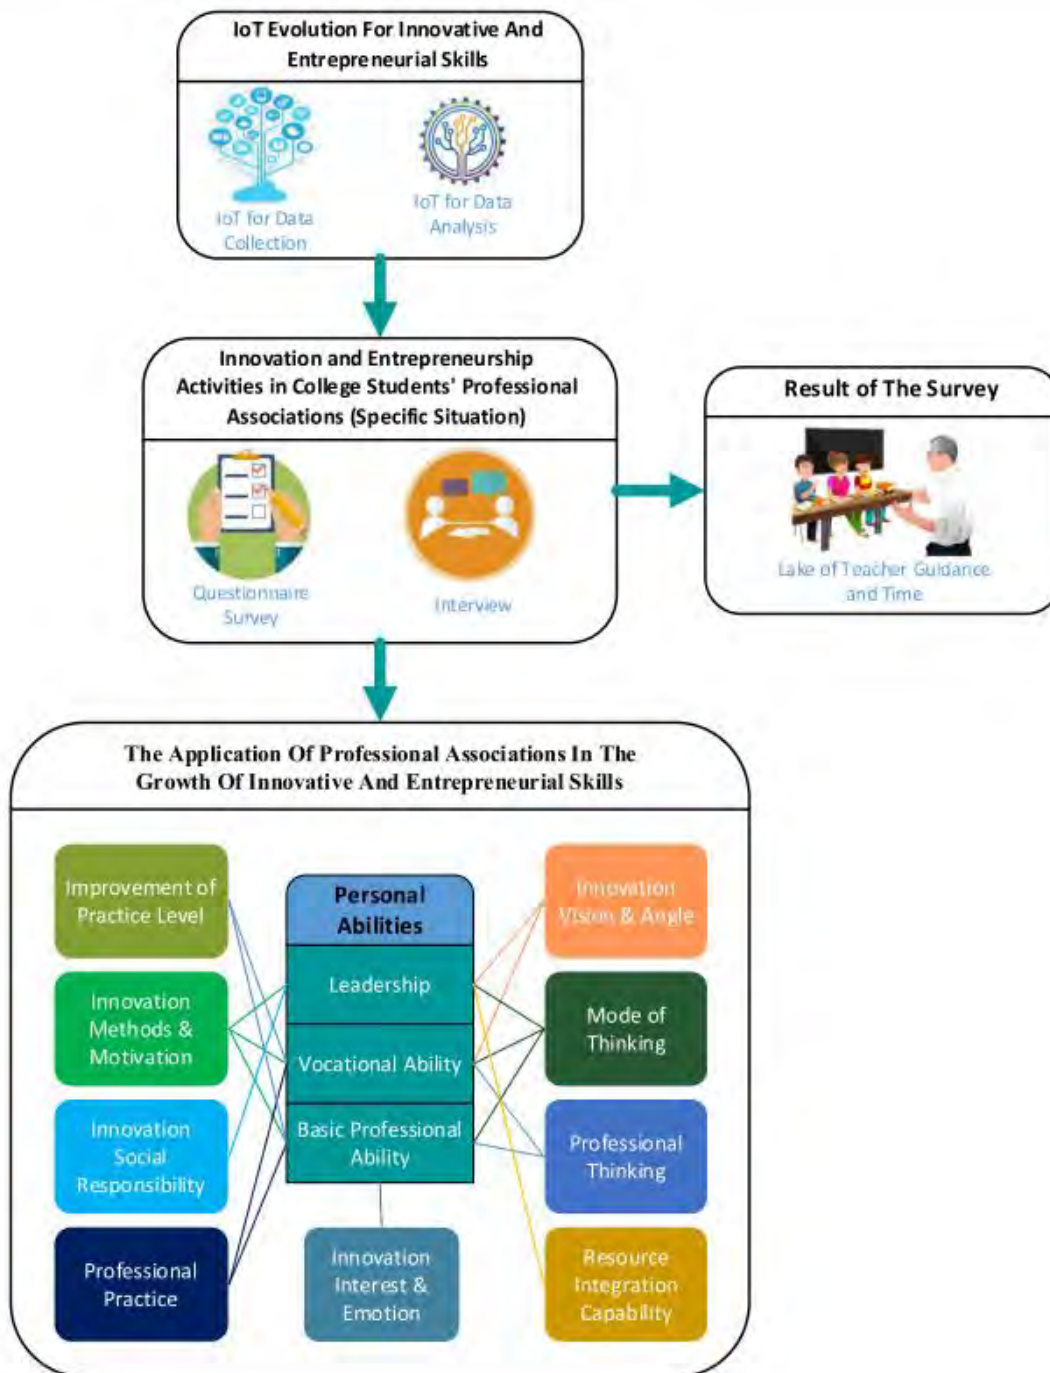 IoT Evolution For Innovative And
Entrepreneurial Skills
IoT for Data
Collection
IoT for Data
Analysis
Innovation and Entrepreneurship
Activities in College Students' Professional
Associations (Specific Situation)
Questionnaire
Survey
Interview
Result of The Survey
Lake of Teacher Guidance
and Time
The Application Of Professional Associations In The
Growth Of Innovative And Entrepreneurial Skills
Improvement of
Practice Level
Innovation
Methods &
Motivation
Innovation
Social
Responsibility
Professional
Practice
Personal
Abilities
Leadership
Vocational Ability
Basic Professional
Ability
Innovation
Interest &
Emotion
Innovation
Vision & Angle
Mode of
Thinking
Professional
Thinking
Resource
Integration
Capability